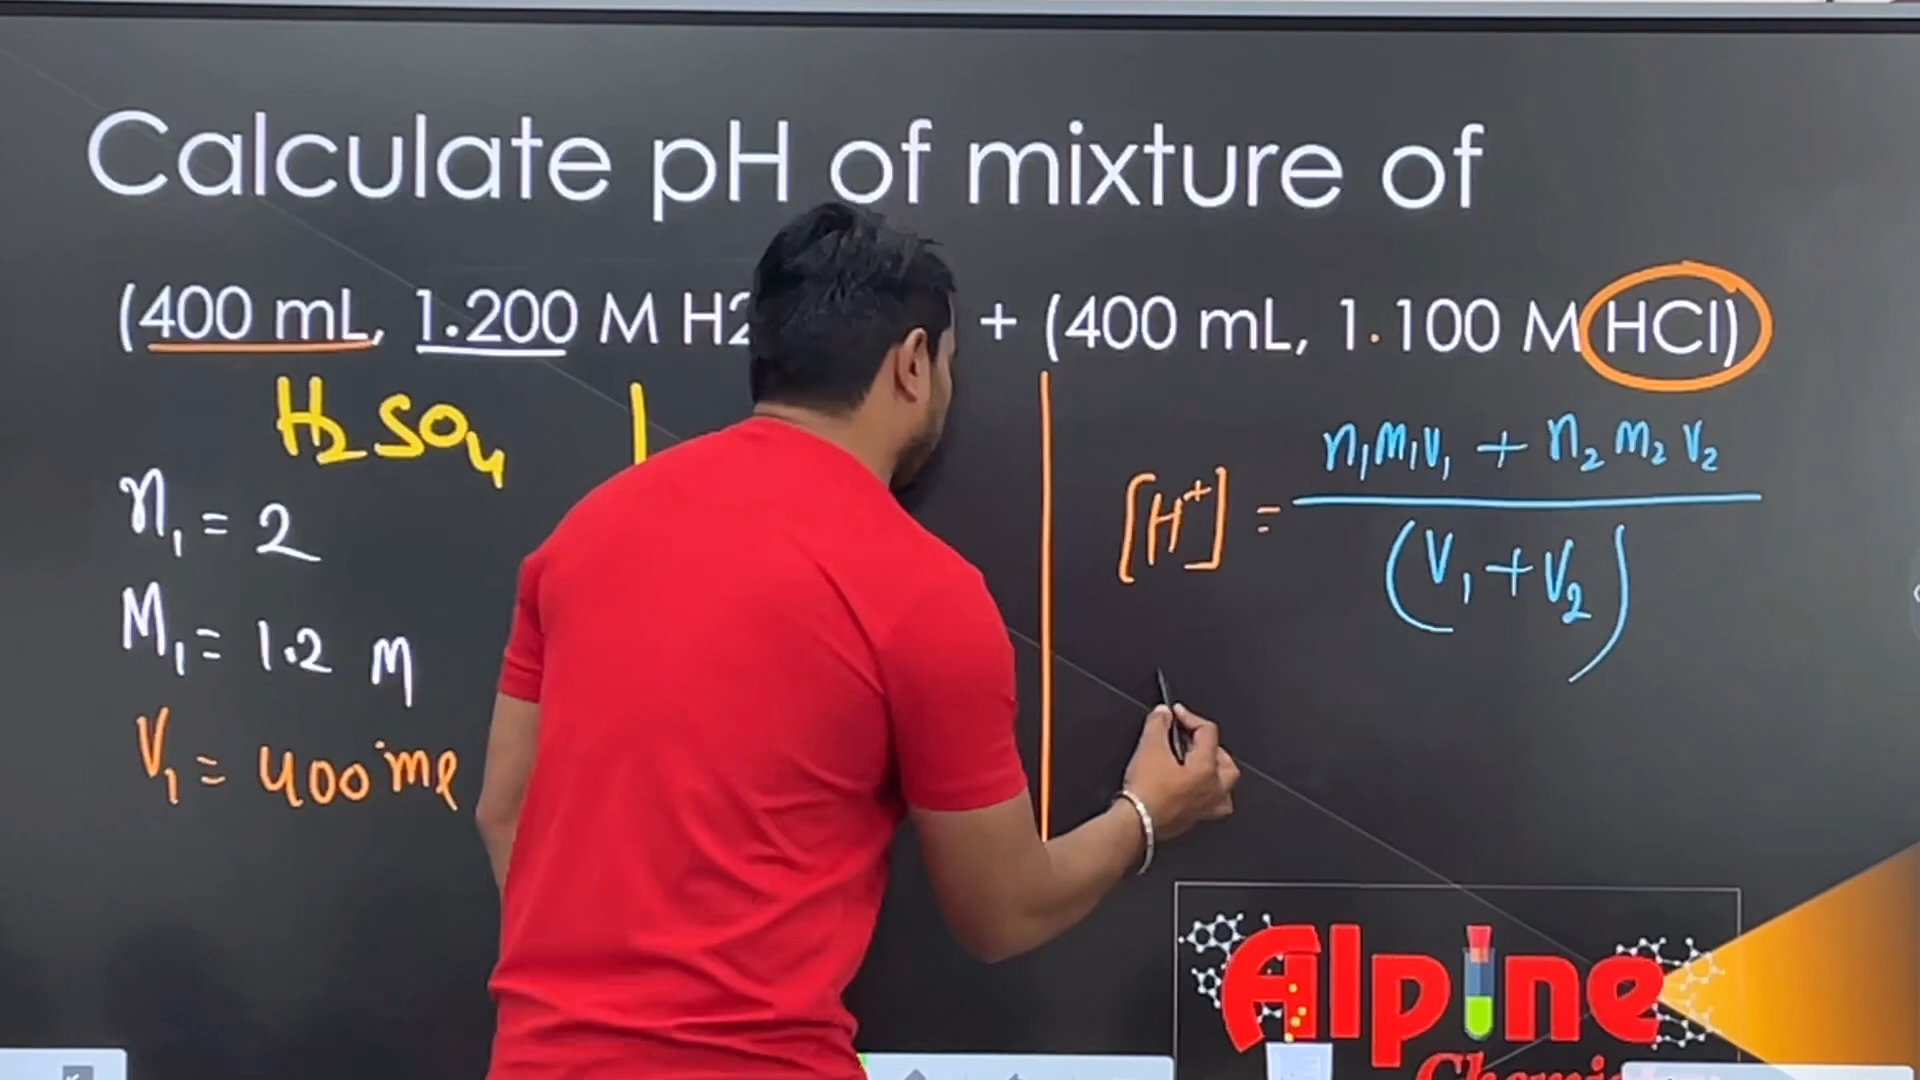 Calculate pH of mixture of
(400 mL, 1.200 M H2 + (400 mL, 1.100 M HCl)
H2SO4
n1 = 2
M1 = 1.2 M
V1 = 400 ml
[H+] = n1M1V1 + n2M2V2
(V1 + V2)
Alpine